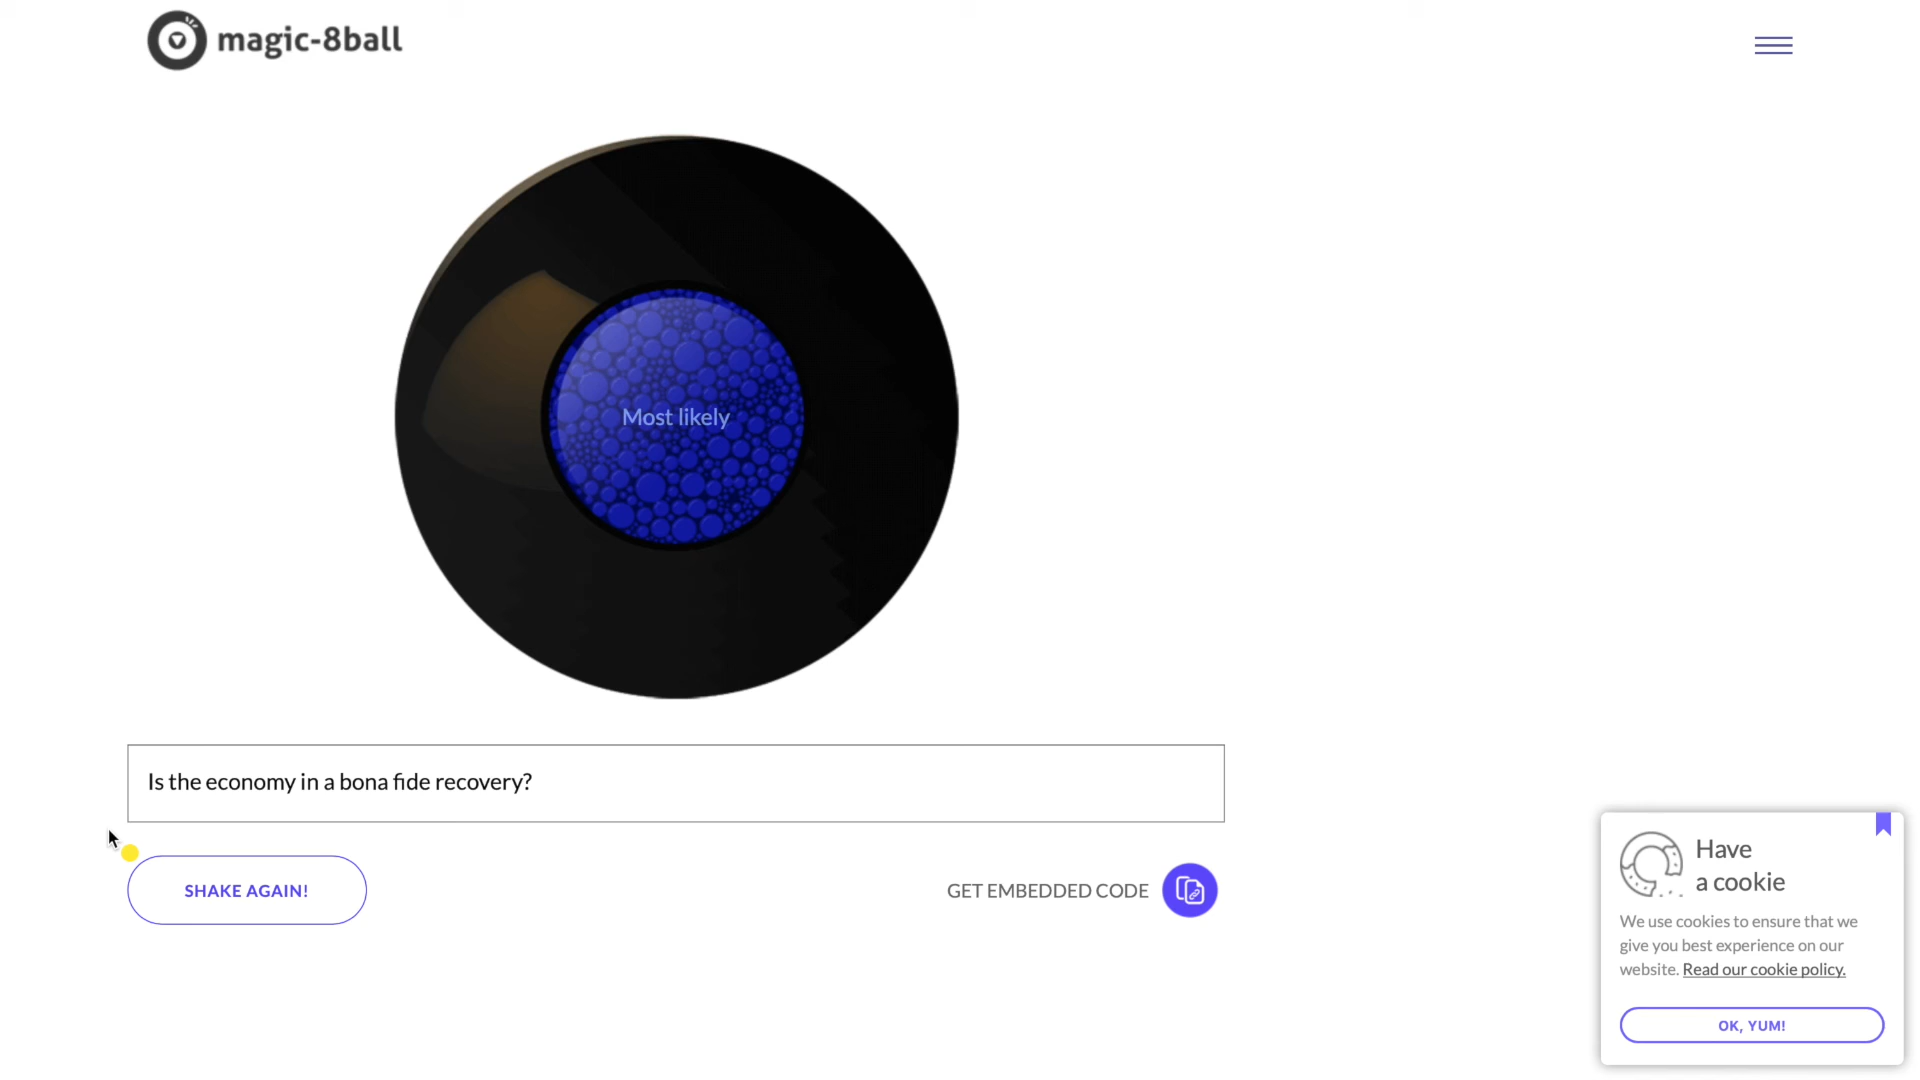 magic-8ball
Most likely
Is the economy in a bona fide recovery?
SHAKE AGAIN!
GET EMBEDDED CODE
Have
a cookie
We use cookies to ensure that we
give you best experience on our
website. Read our cookie policy.
OK, YUM!